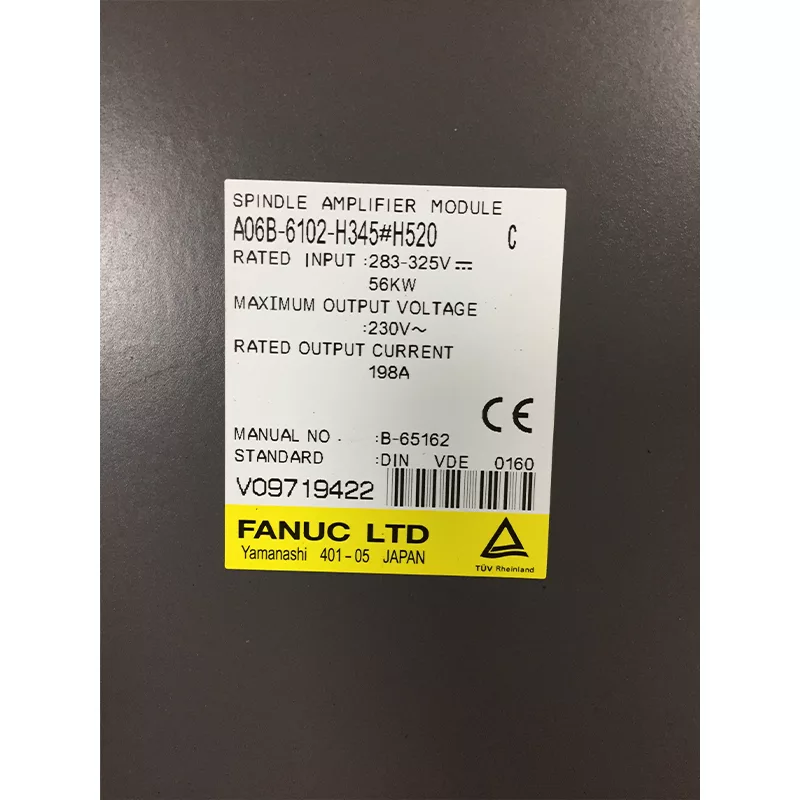 SPINDLE AMPLIFIER MODULE
A06B-6102-H345#H520 C
RATED INPUT :283-325V⎓
56KW
MAXIMUM OUTPUT VOLTAGE
:230V～
RATED OUTPUT CURRENT
198A
CE
MANUAL NO. :B-65162
STANDARD :DIN VDE 0160
V09719422
FANUC LTD
Yamanashi 401-05 JAPAN
TÜV Rheinland